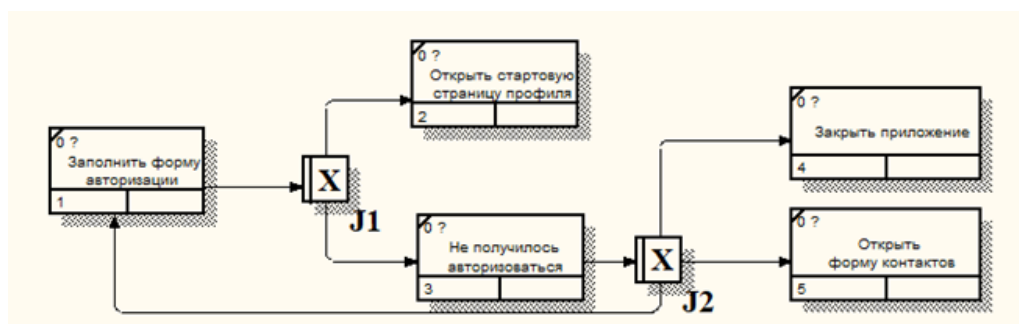 0 ?
Заполнить форму
авторизации
1
X
J1
0 ?
Открыть стартовую
страницу профиля
2
0 ?
Не получилось
авторизоваться
3
X
J2
0 ?
Закрыть приложение
4
0 ?
Открыть
форму контактов
5